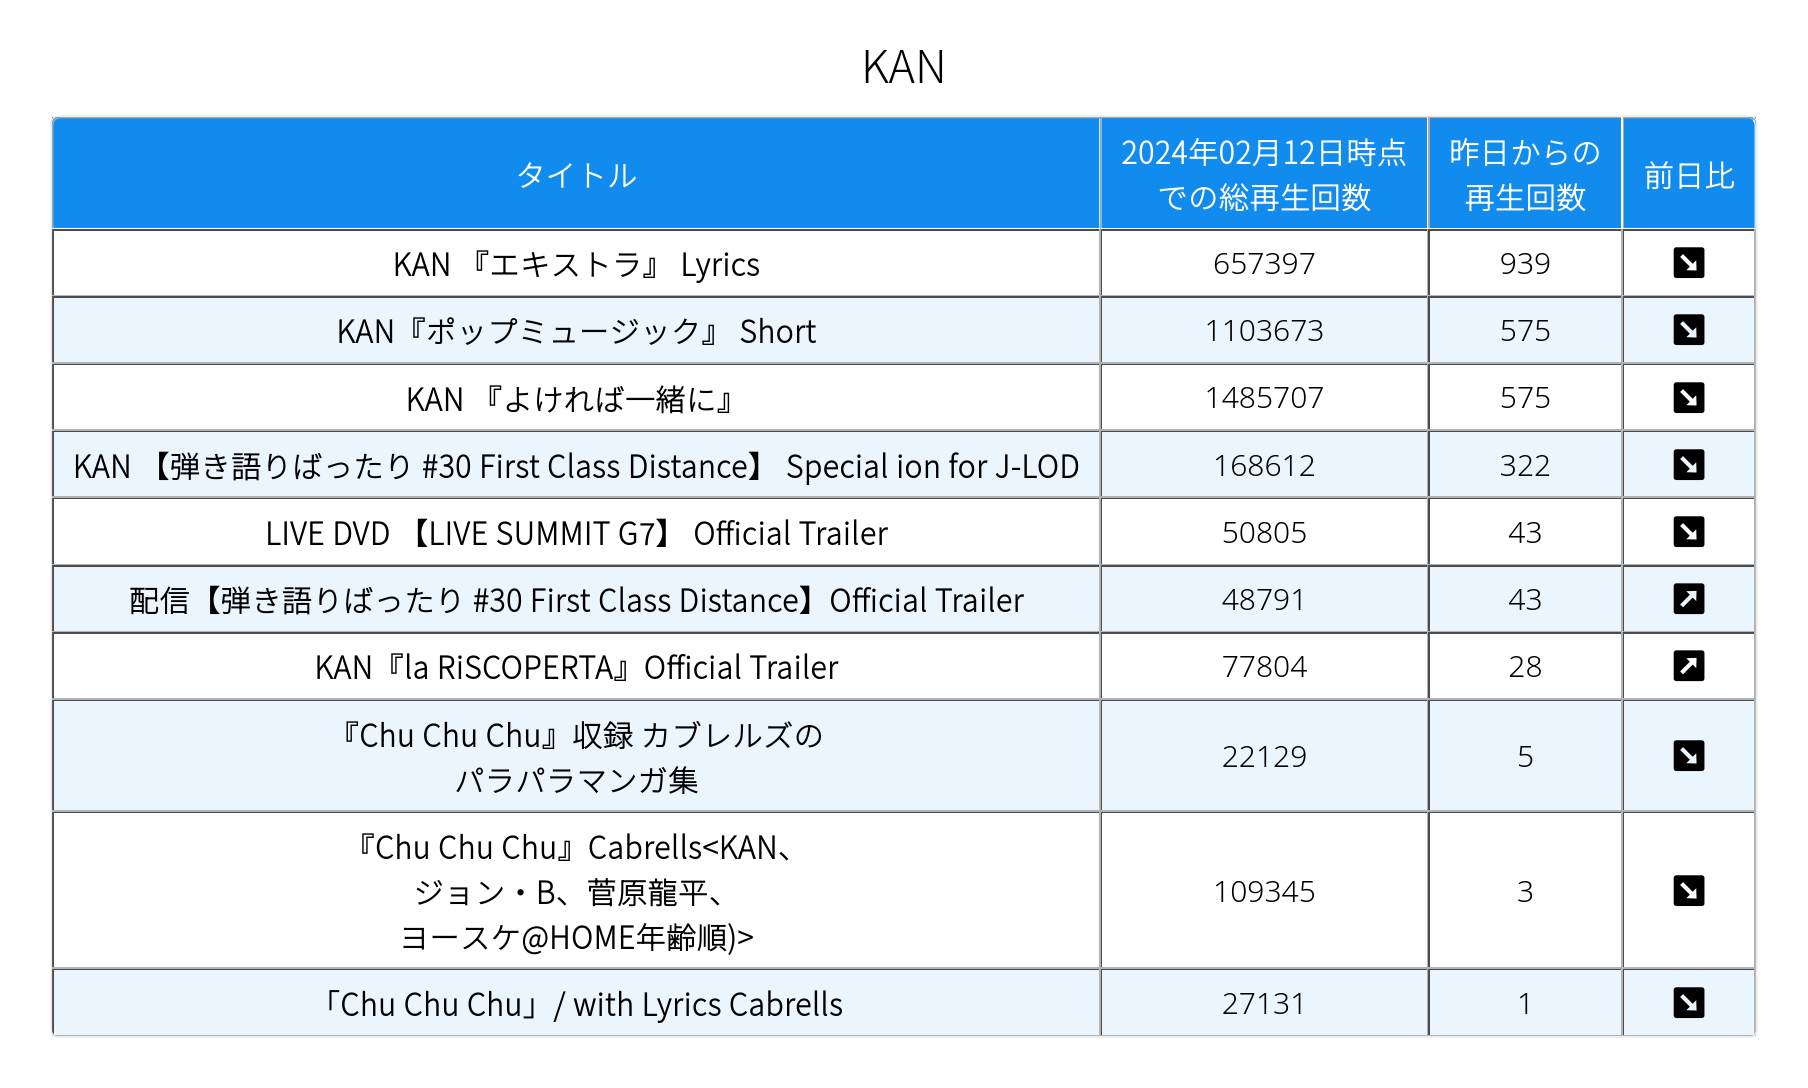 KAN
タイトル
2024年02月12日時点
での総再生回数
昨日からの
再生回数
前日比
KAN 『エキストラ』 Lyrics
657397
939
KAN『ポップミュージック』 Short
1103673
575
KAN 『よければ一緒に』
1485707
575
KAN 【弾き語りばったり #30 First Class Distance】 Special ion for J-LOD
168612
322
LIVE DVD 【LIVE SUMMIT G7】 Official Trailer
50805
43
配信【弾き語りばったり #30 First Class Distance】Official Trailer
48791
43
KAN『la RiSCOPERTA』Official Trailer
77804
28
『Chu Chu Chu』収録 カブレルズの
パラパラマンガ集
22129
5
『Chu Chu Chu』Cabrells<KAN、
ジョン・B、菅原龍平、
ヨースケ@HOME年齢順)>
109345
3
「Chu Chu Chu」/ with Lyrics Cabrells
27131
1